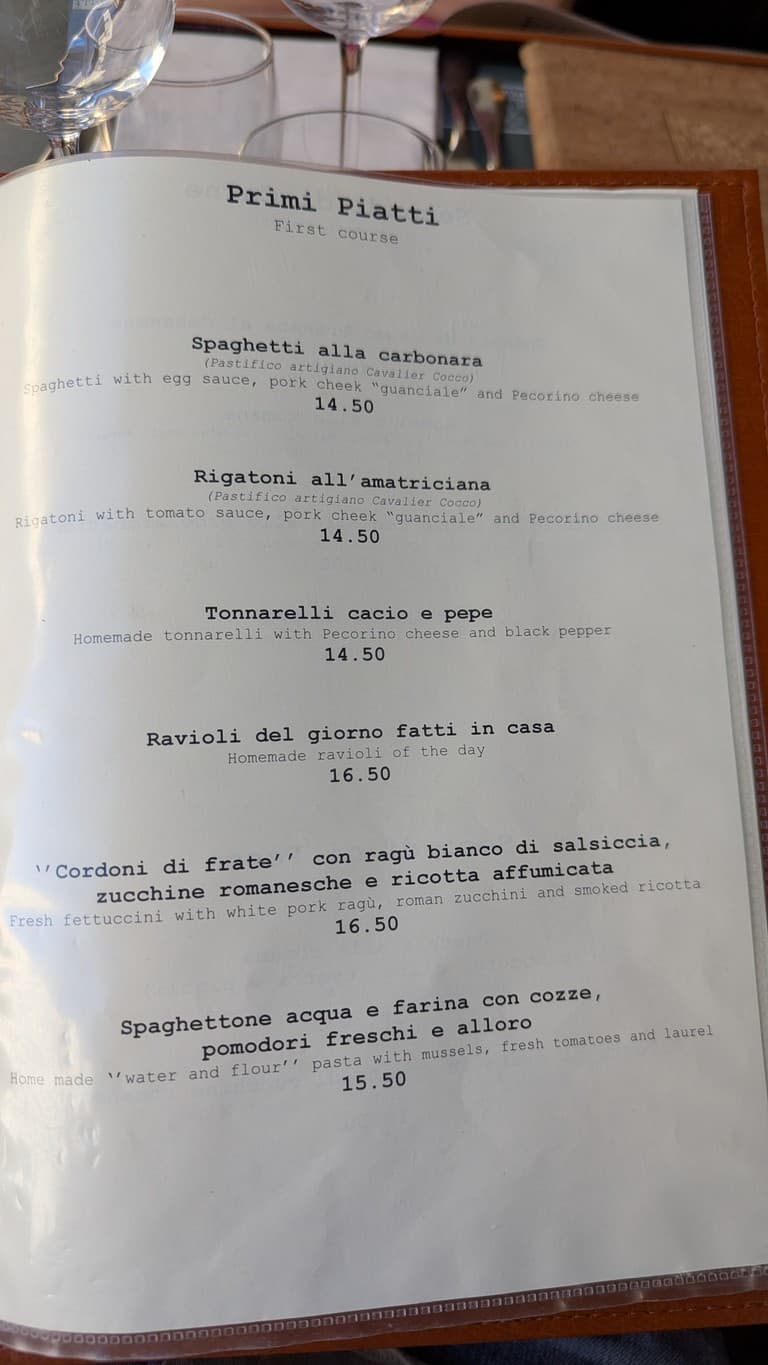 Primi Piatti
First course
Spaghetti alla carbonara
(Pastificio artigiano Cavalier Cocco)
Spaghetti with egg sauce, pork cheek "guanciale" and Pecorino cheese
14.50
Rigatoni all'amatriciana
(Pastifico artigiano Cavalier Cocco)
Rigatoni with tomato sauce, pork cheek "guanciale" and Pecorino cheese
14.50
Tonnarelli cacio e pepe
Homemade tonnarelli with Pecorino cheese and black pepper
14.50
Ravioli del giorno fatti in casa
Homemade ravioli of the day
16.50
''Cordoni di frate'' con ragù bianco di salsiccia,
zucchine romanesche e ricotta affumicata
Fresh fettuccini with white pork ragù, roman zucchini and smoked ricotta
16.50
Spaghettone acqua e farina con cozze,
pomodori freschi e alloro
Home made ''water and flour'' pasta with mussels, fresh tomatoes and laurel
15.50